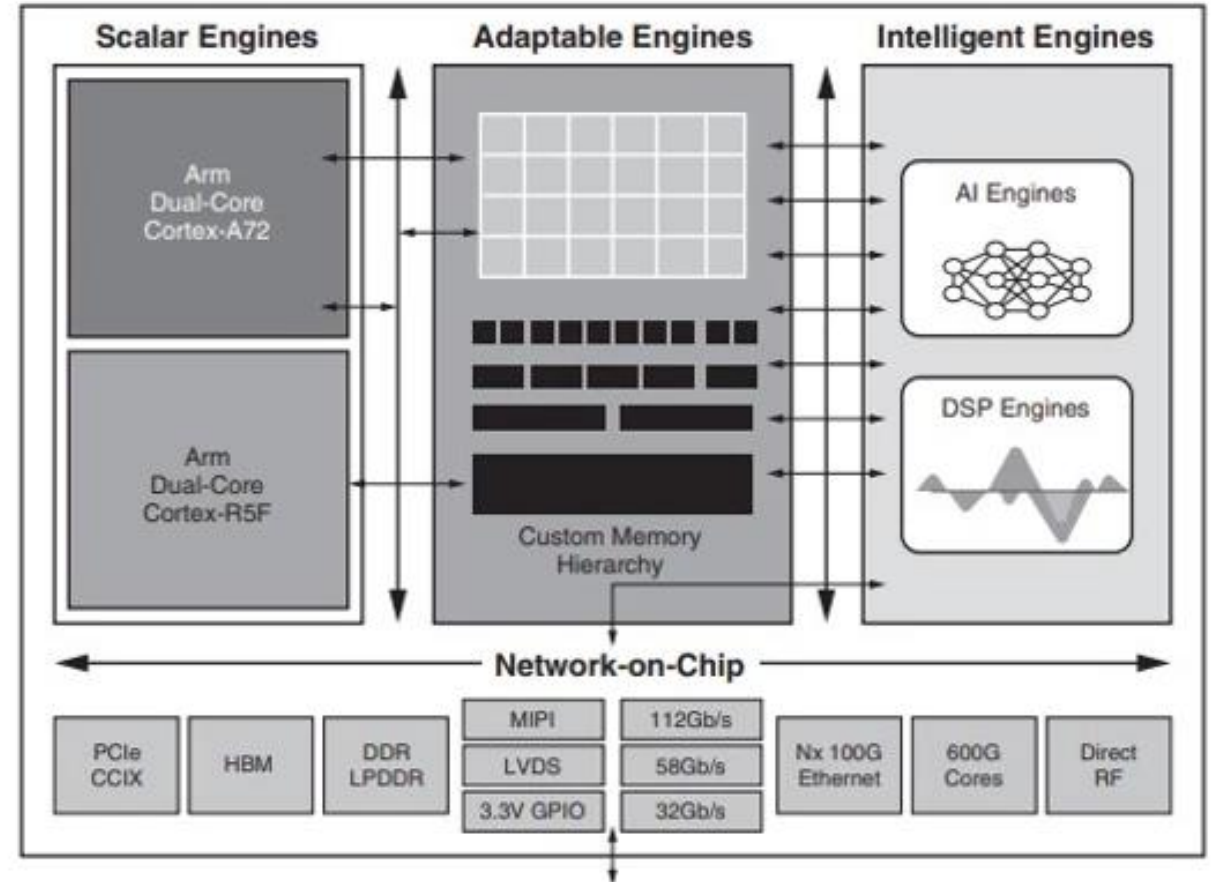 Scalar Engines
Adaptable Engines
Intelligent Engines
Arm
Dual-Core
Cortex-A72
Arm
Dual-Core
Cortex-R5F
Custom Memory
Hierarchy
AI Engines
DSP Engines
Network-on-Chip
PCIe
CCIX
HBM
DDR
LPDDR
MIPI
LVDS
3.3V GPIO
112Gb/s
58Gb/s
32Gb/s
Nx 100G
Ethernet
600G
Cores
Direct
RF